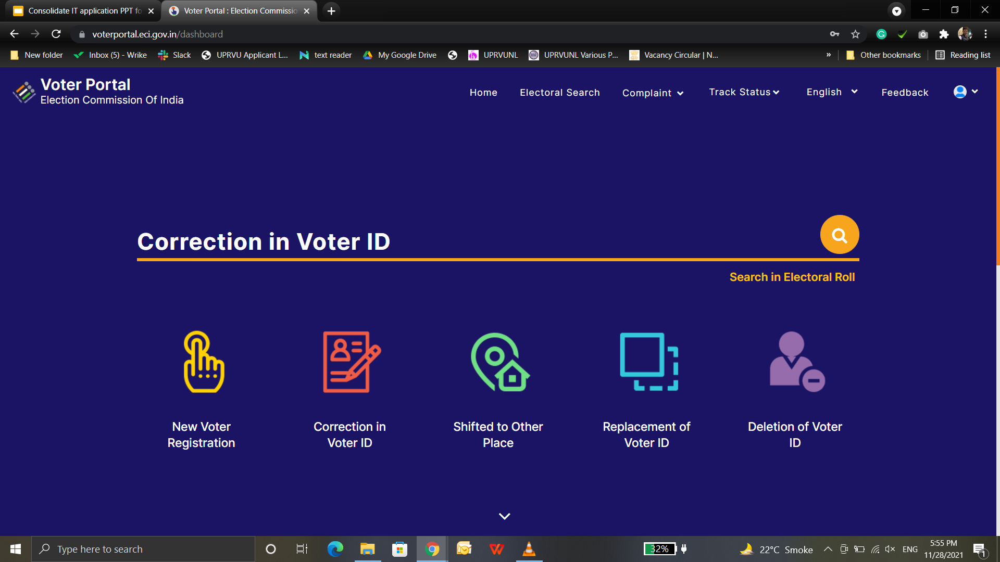 Consolidate IT application PPT fo
Voter Portal : Election Commissio
voterportal.eci.gov.in/dashboard
New folder
Inbox (5) - Wrike
Slack
UPRVU Applicant L...
text reader
My Google Drive
UPRVUNL
UPRVUNL Various P...
Vacancy Circular | N...
»
Other bookmarks
Reading list
Voter Portal
Election Commission Of India
Home
Electoral Search
Complaint
Track Status
English
Feedback
Correction in Voter ID
Search in Electoral Roll
New Voter
Registration
Correction in
Voter ID
Shifted to Other
Place
Replacement of
Voter ID
Deletion of Voter
ID
Type here to search
32%
22°C Smoke
ENG
5:55 PM
11/28/2021
1